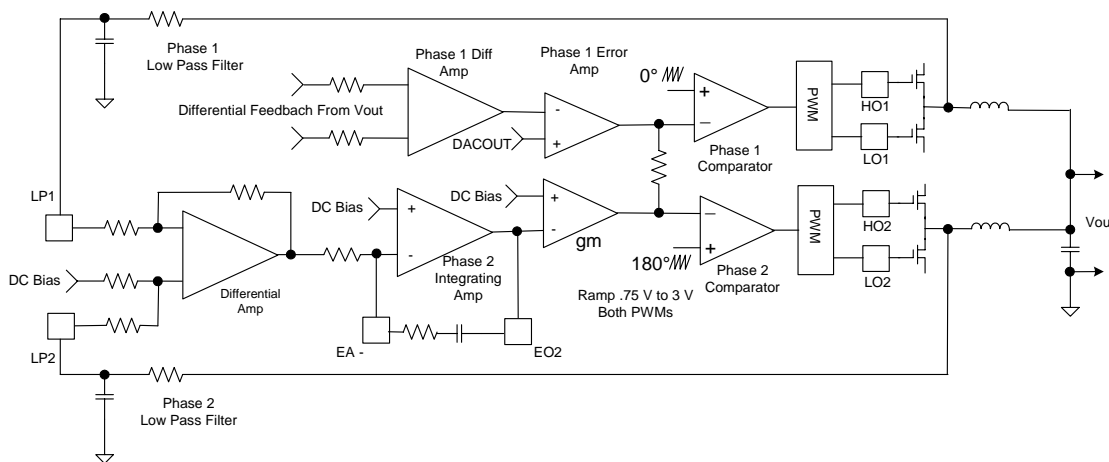 Phase 1
Low Pass Filter
Phase 1 Diff
Amp
Phase 1 Error
Amp
0°
PWM
HO1
LO1
Differential Feedbach From Vout
-
+
DACOUT
+
–
Phase 1
Comparator
LP1
DC Bias
LP2
Differential
Amp
DC Bias
+
-
Phase 2
Integrating
Amp
EA -
EO2
DC Bias
+
-
gm
–
+
180°
Phase 2
Comparator
Ramp .75 V to 3 V
Both PWMs
PWM
HO2
LO2
Vou
Phase 2
Low Pass Filter